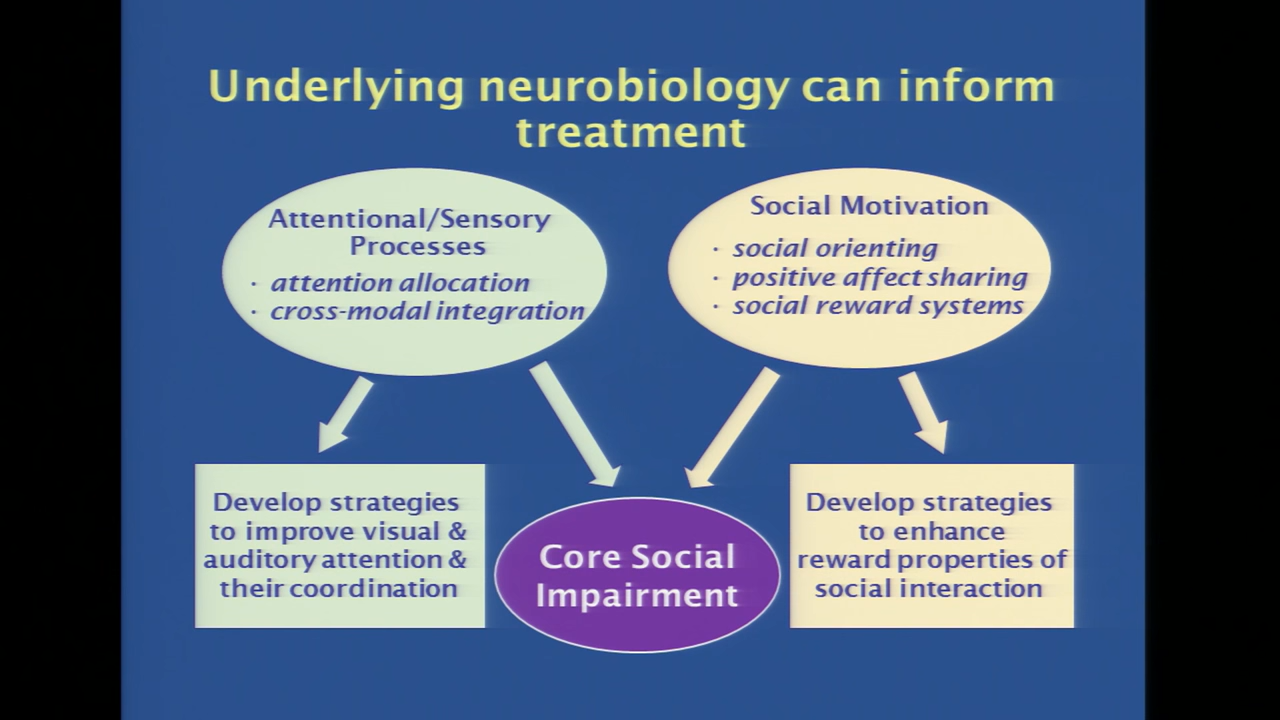 Underlying neurobiology can inform
treatment
Attentional/Sensory
Processes
· attention allocation
· cross-modal integration
Social Motivation
· social orienting
· positive affect sharing
· social reward systems
Develop strategies
to improve visual &
auditory attention &
their coordination
Core Social
Impairment
Develop strategies
to enhance
reward properties of
social interaction